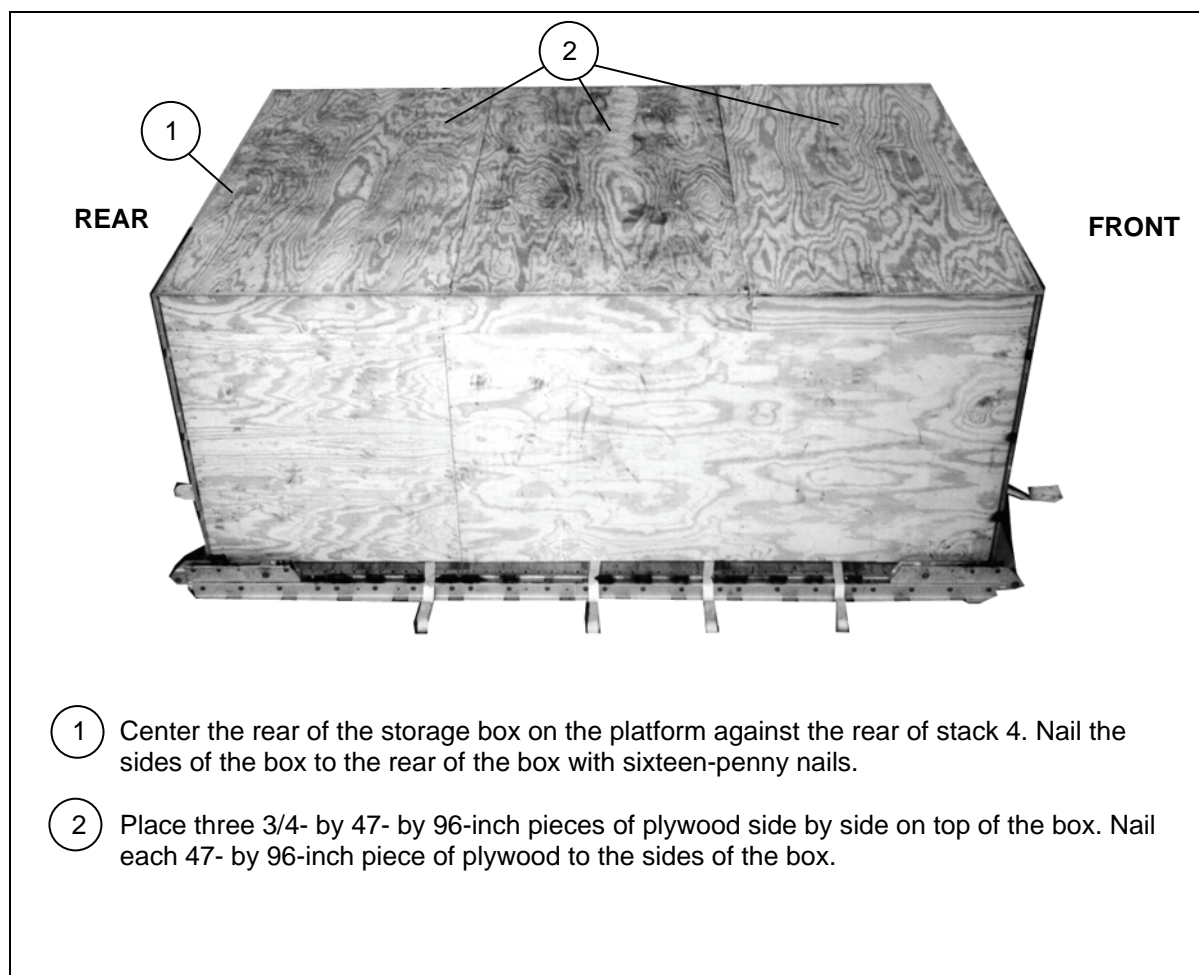 2
1
REAR
FRONT
1 Center the rear of the storage box on the platform against the rear of stack 4. Nail the
sides of the box to the rear of the box with sixteen-penny nails.
2 Place three 3/4- by 47- by 96-inch pieces of plywood side by side on top of the box. Nail
each 47- by 96-inch piece of plywood to the sides of the box.